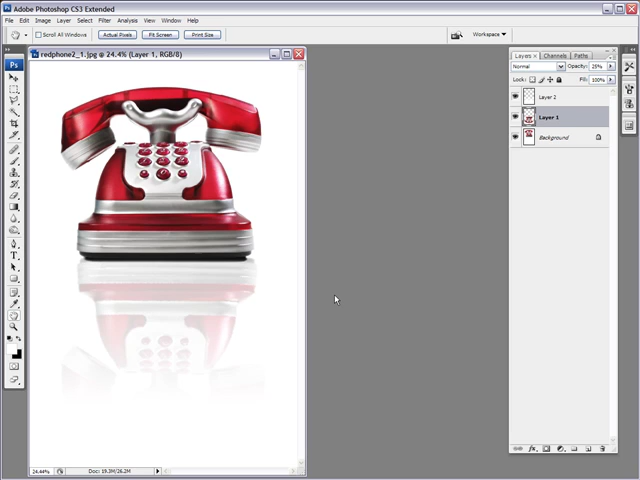 Adobe Photoshop CS3 Extended
File Edit Image Layer Select Filter Analysis View Window Help
Scroll All Windows Actual Pixels Fit Screen Print Size Workspace
redphone2_1.jpg @ 24.4% (Layer 1, RGB/8)
Ps
Layers Channels Paths
Normal Opacity: 25%
Lock: Fill: 100%
Layer 2
Layer 1
Background
24.44% Doc: 19.3M/26.2M